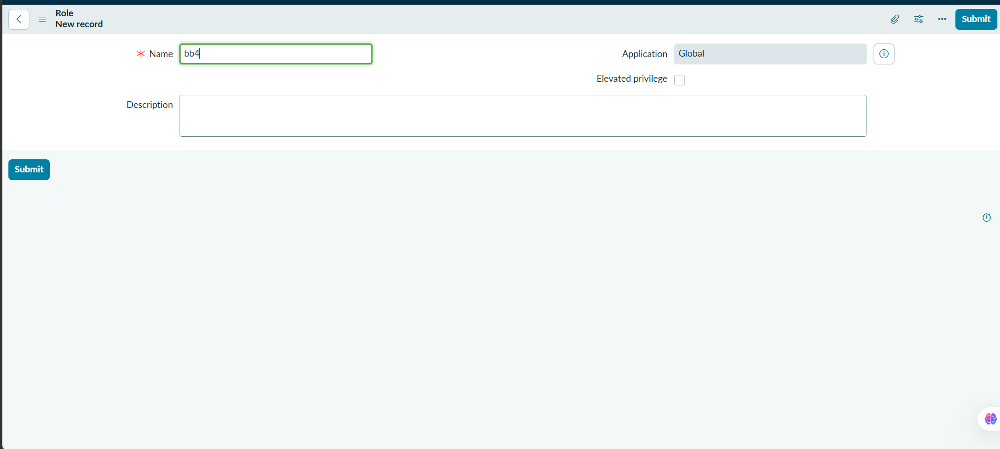 Role
New record
Submit
Name bb4
Application Global
Elevated privilege
Description
Submit